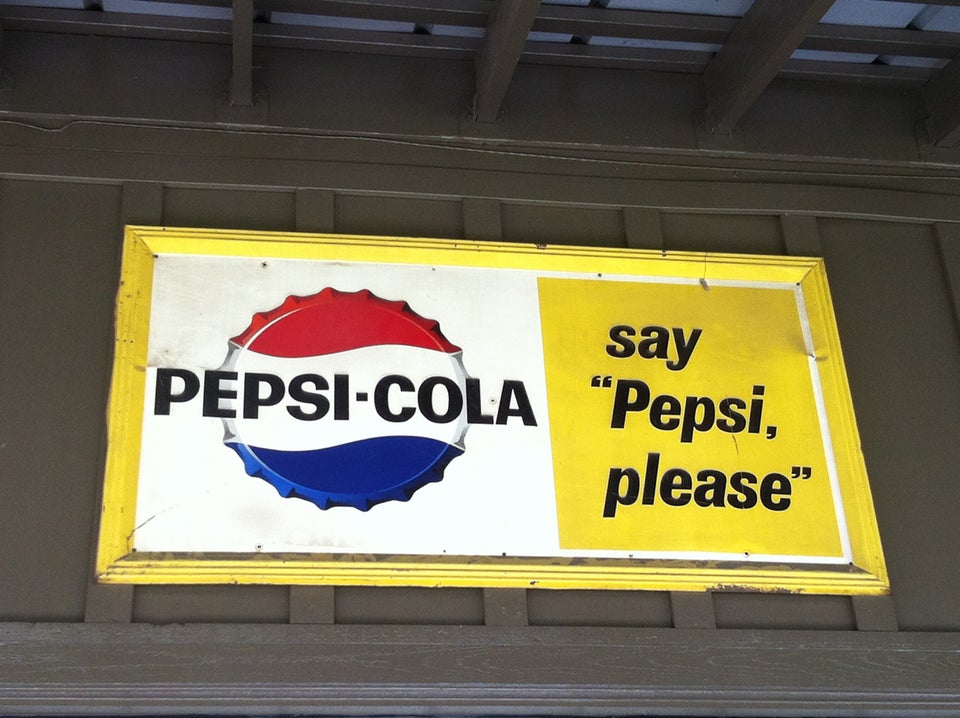 PEPSI-COLA
say
“Pepsi,
please”